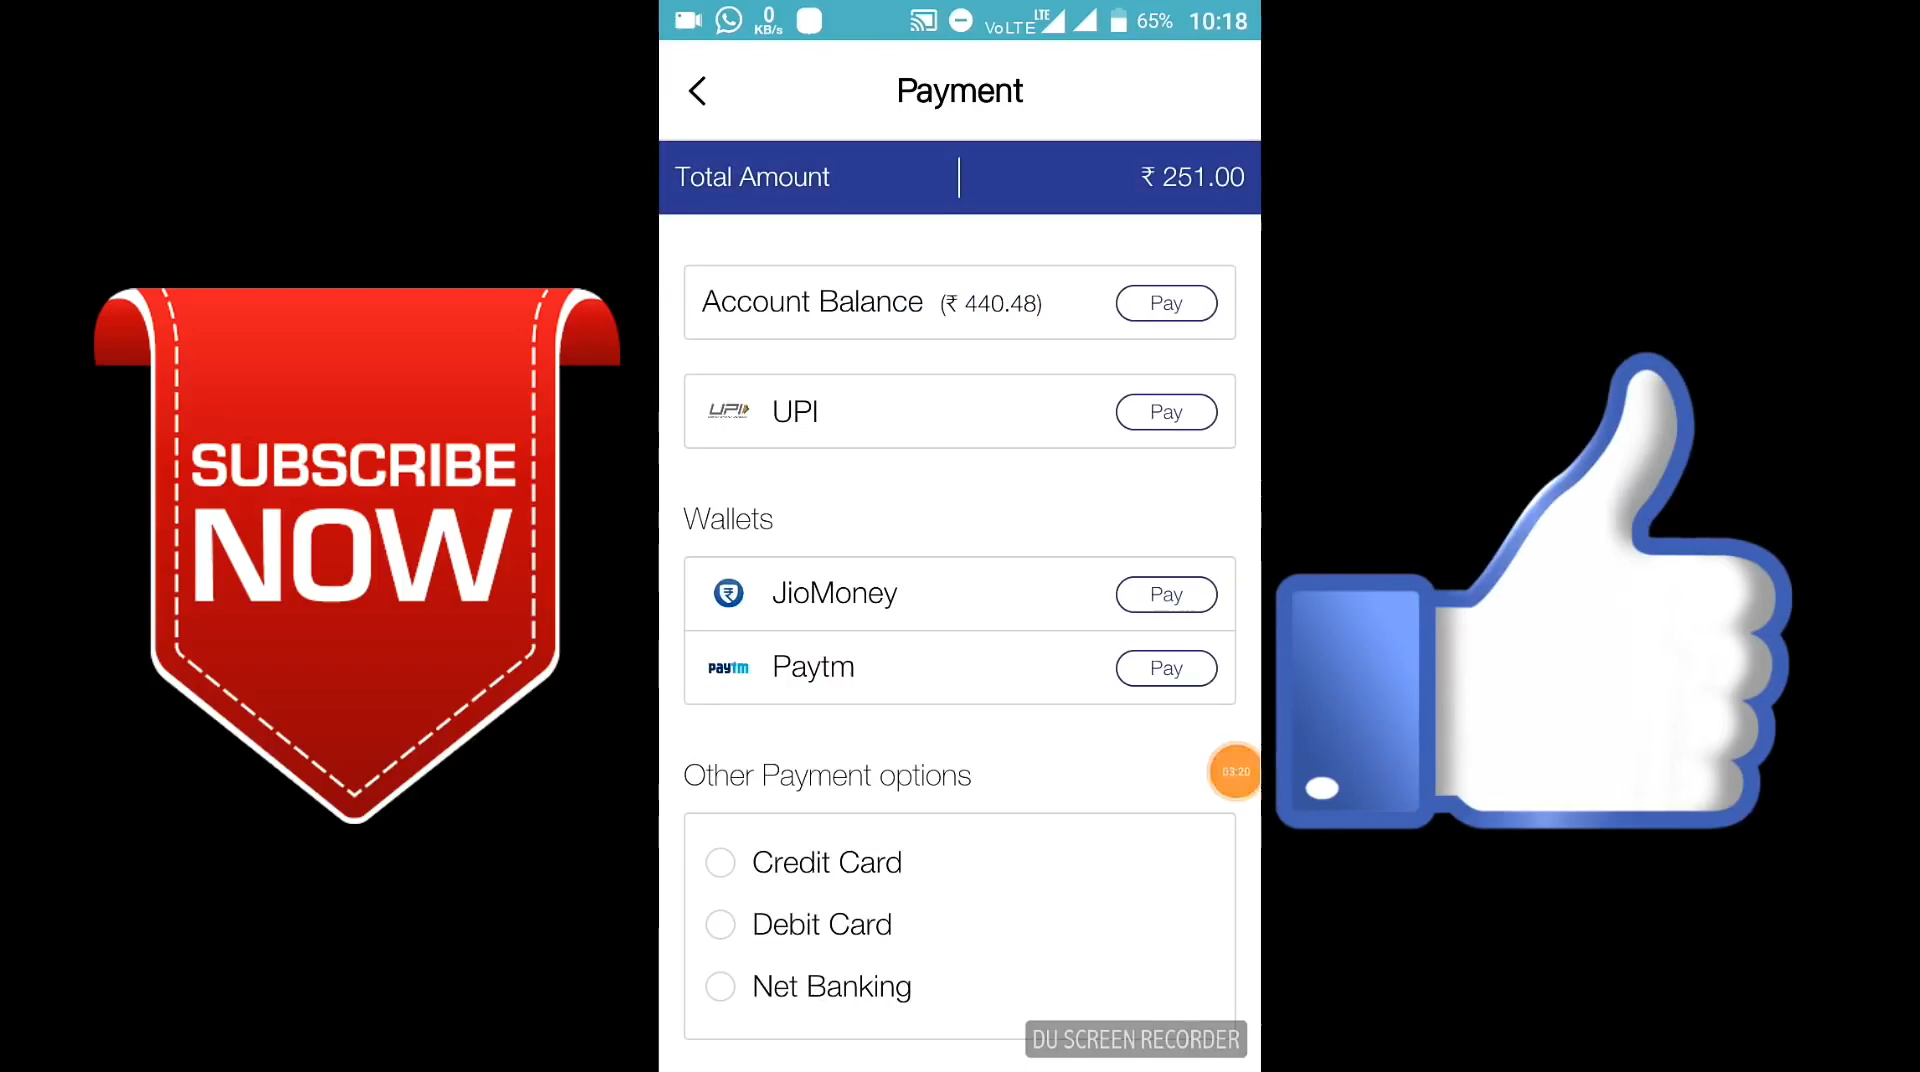 0
KB/s
VoLTE LTE
65%
10:18
Payment
Total Amount
₹ 251.00
Account Balance (₹ 440.48)
Pay
UPI
UPI
Pay
Wallets
JioMoney
Pay
paytm
Paytm
Pay
Other Payment options
03:20
Credit Card
Debit Card
Net Banking
DU SCREEN RECORDER
SUBSCRIBE
NOW